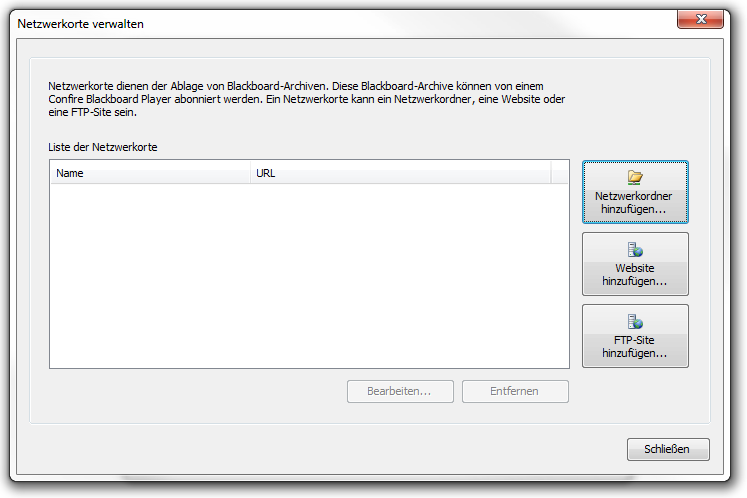 Netzwerkorte verwalten
Netzwerkorte dienen der Ablage von Blackboard-Archiven. Diese Blackboard-Archive können von einem
Confire Blackboard Player abonniert werden. Ein Netzwerkorte kann ein Netzwerkordner, eine Website oder
eine FTP-Site sein.
Liste der Netzwerkorte
Name URL
Netzwerkordner
hinzufügen...
Website
hinzufügen...
FTP-Site
hinzufügen...
Bearbeiten... Entfernen
Schließen